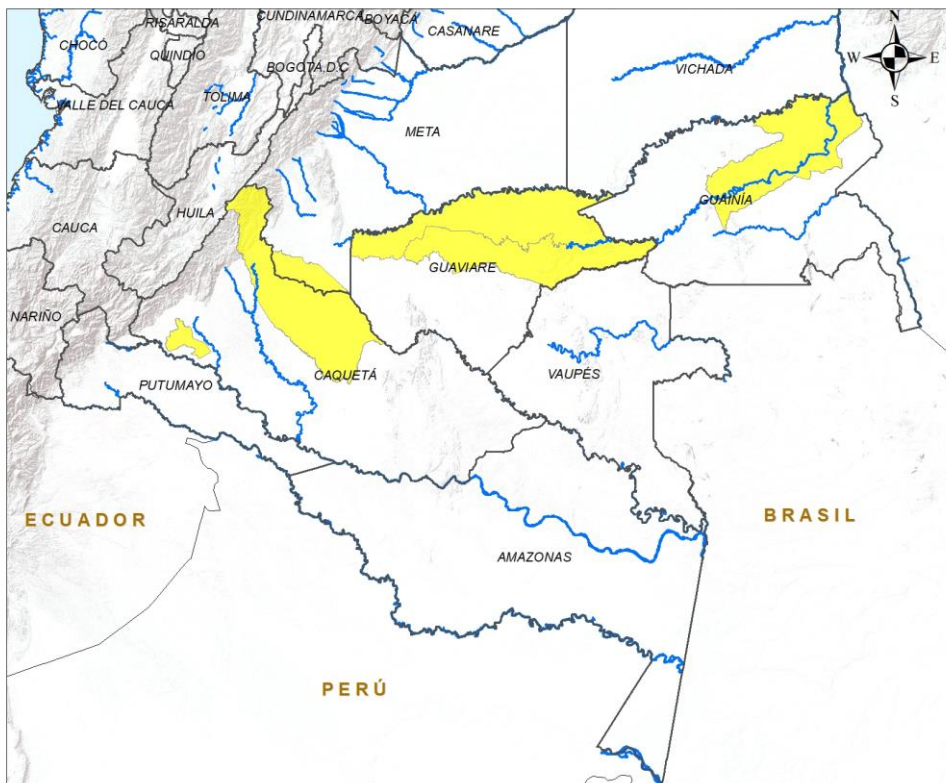 CUNDINAMARCA
BOYACÁ
RISARALDA
CASANARE
N
CHOCÓ
QUINDIO
W
E
BOGOTÁ D.C
VICHADA
S
VALLE DEL CAUCA
TOLIMA
META
GUAINÍA
HUILA
CAUCA
GUAVIARE
NARIÑO
CAQUETÁ
VAUPÉS
PUTUMAYO
ECUADOR
BRASIL
AMAZONAS
PERÚ